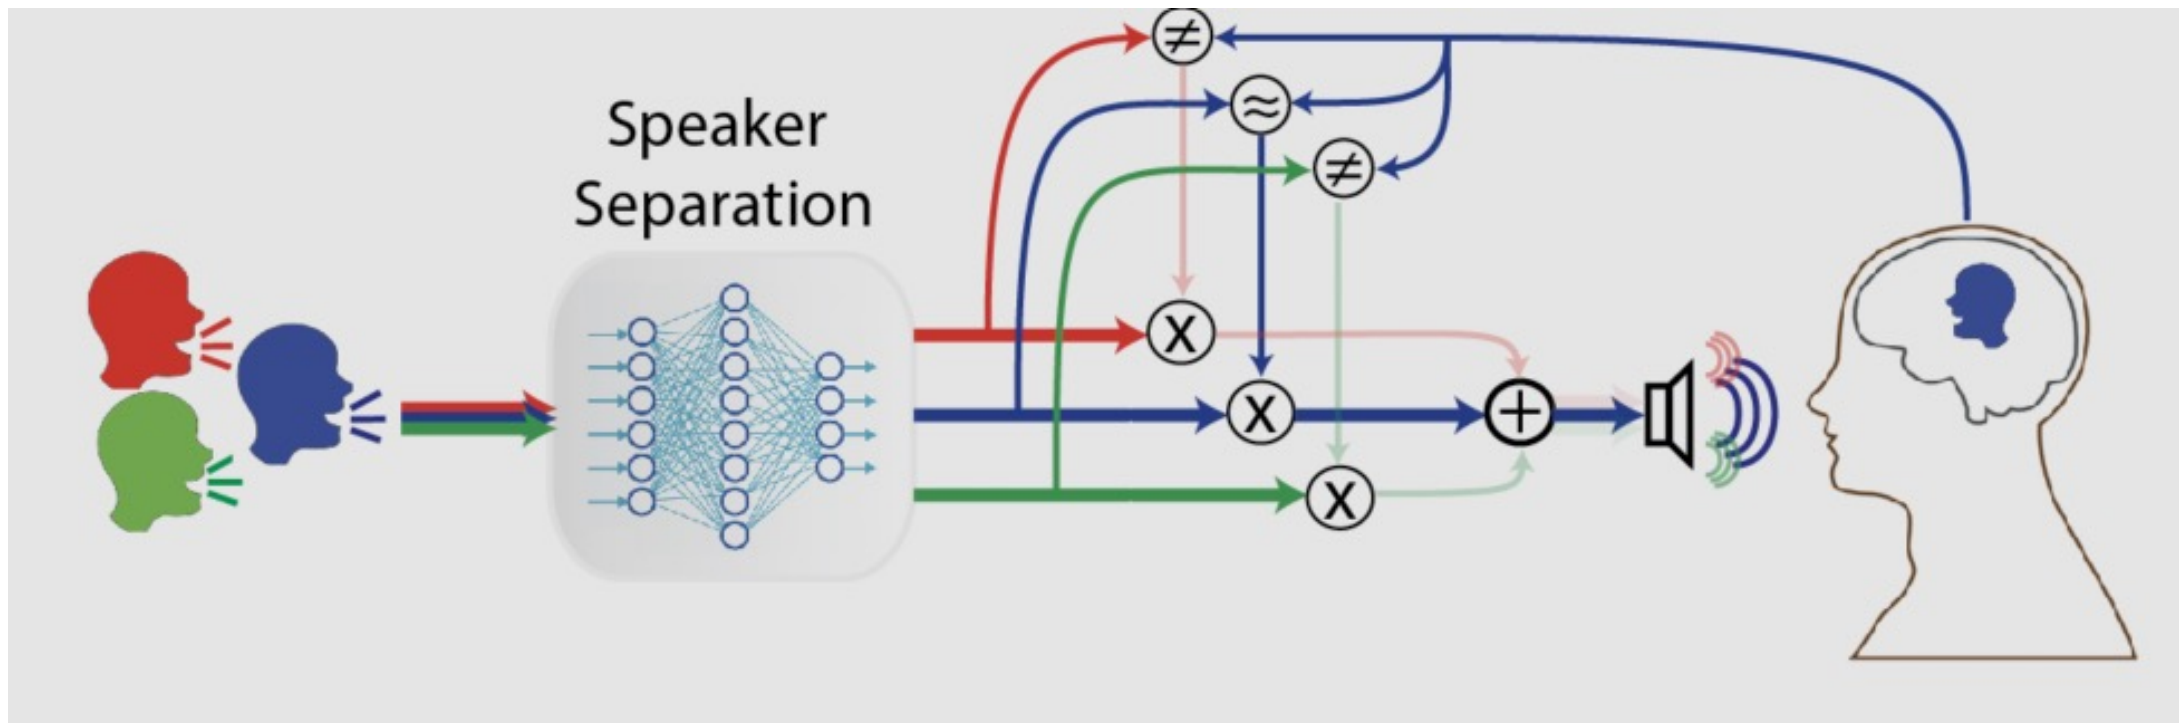 Speaker
Separation
≠
≈
≠
X
X
+
X